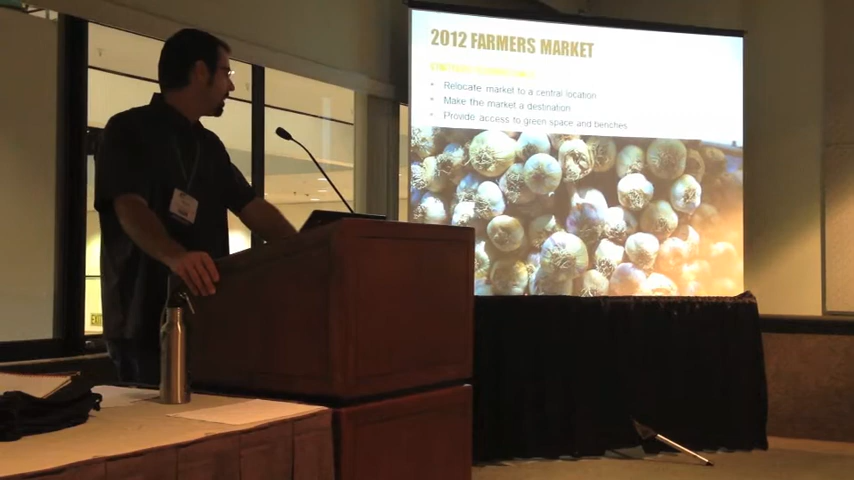 2012 FARMERS MARKET
• Relocate market to a central location
• Make the market a destination
• Provide access to green space and benches
EXIT